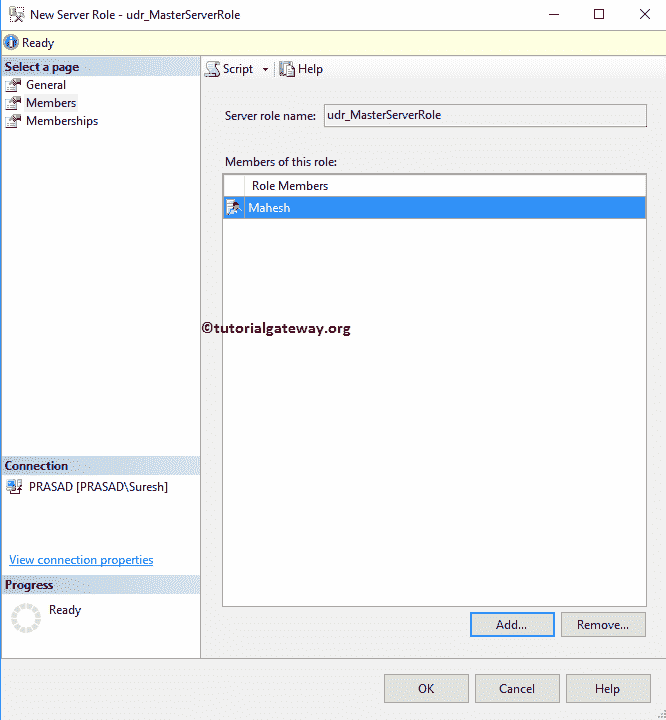 New Server Role - udr_MasterServerRole
Ready
Select a page
General
Members
Memberships
Script
Help
Server role name: udr_MasterServerRole
Members of this role:
Role Members
Mahesh
©tutorialgateway.org
Connection
PRASAD [PRASAD\Suresh]
View connection properties
Progress
Ready
Add... Remove...
OK Cancel Help